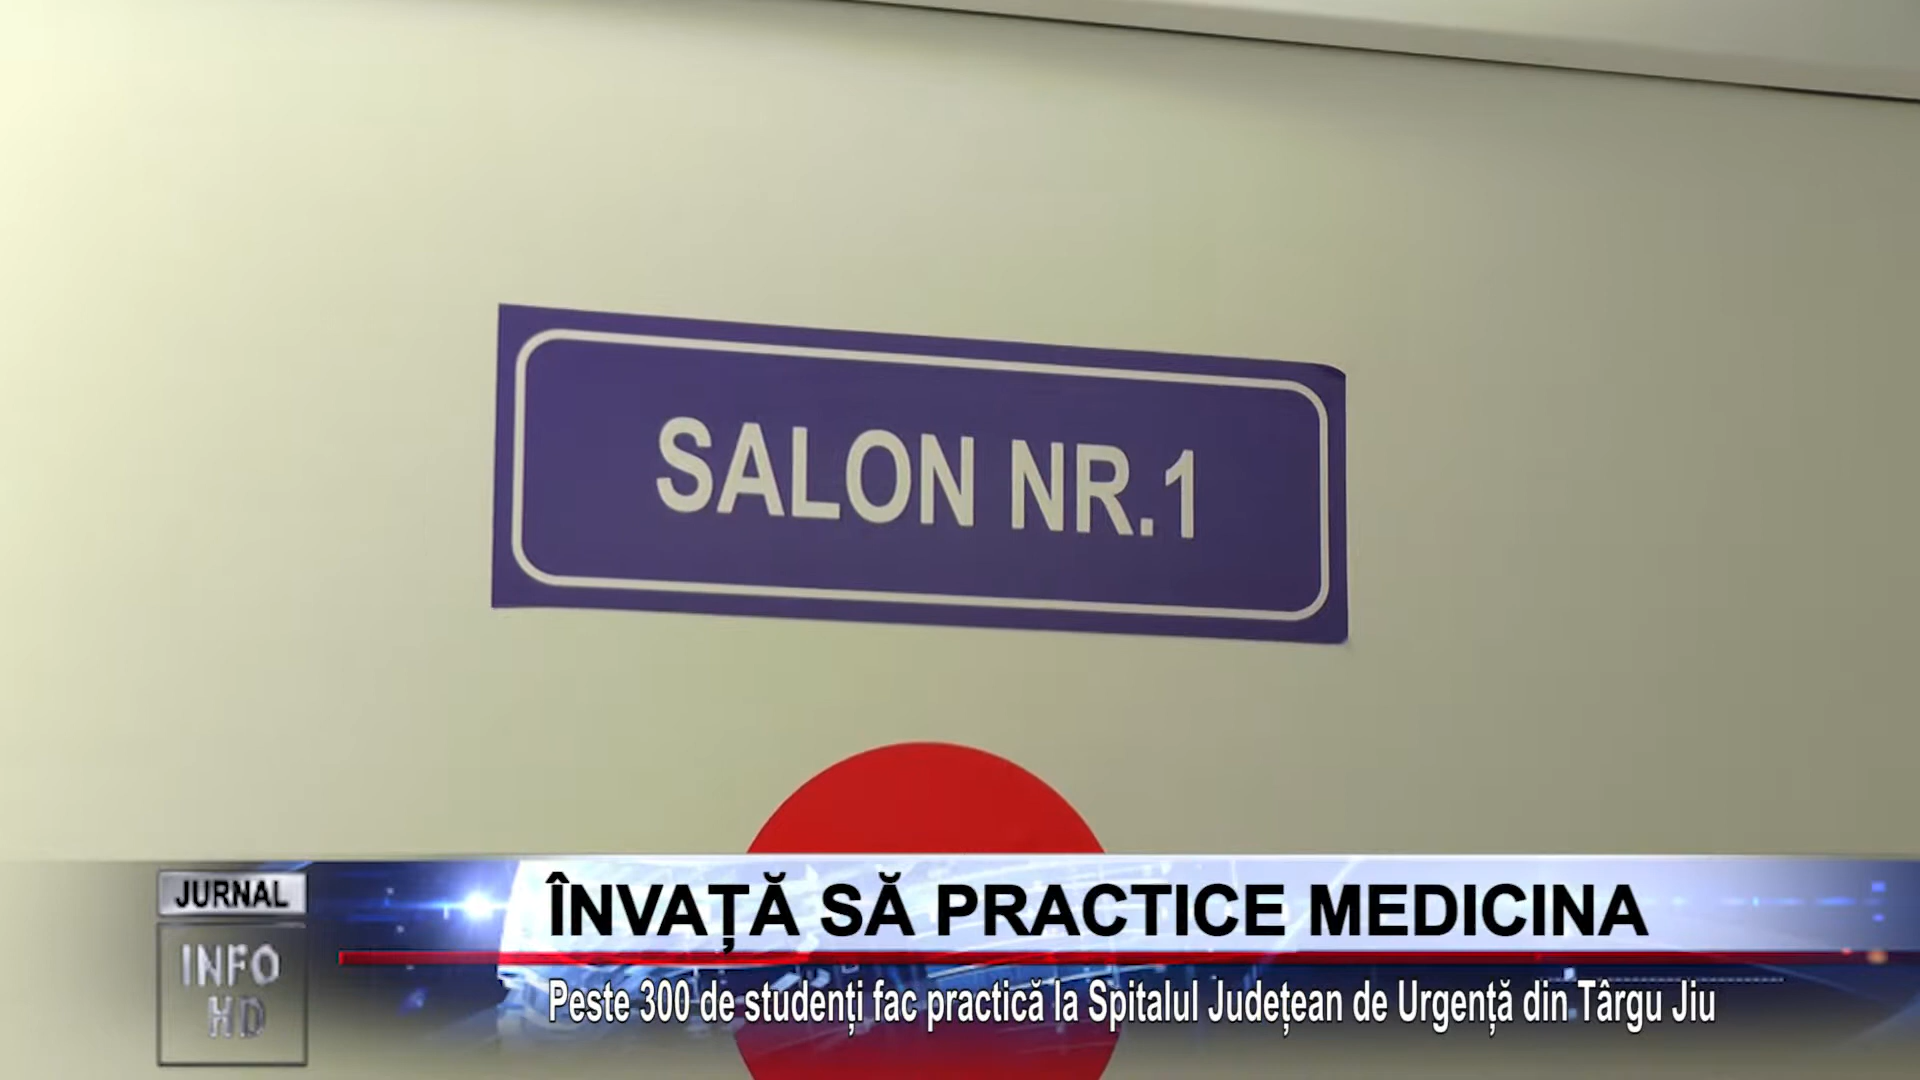 SALON NR.1
JURNAL
INFO
HD
ÎNVAȚĂ SĂ PRACTICE MEDICINA
Peste 300 de studenți fac practică la Spitalul Județean de Urgență din Târgu Jiu